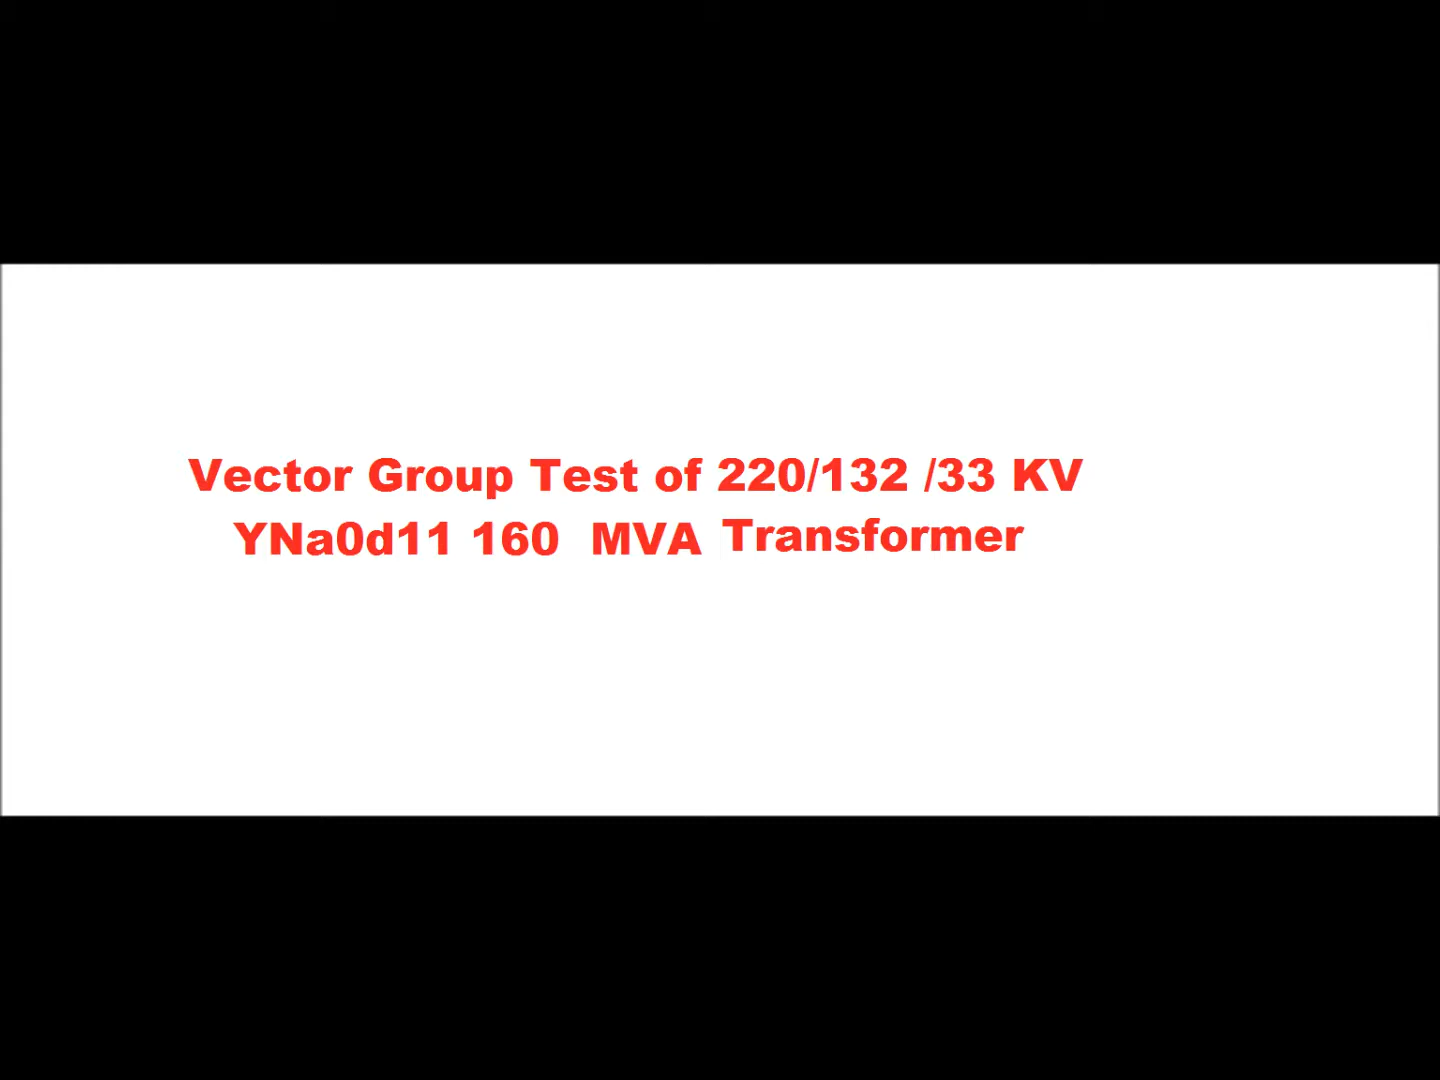 Vector Group Test of 220/132 /33 KV
YNa0d11 160 MVA Transformer